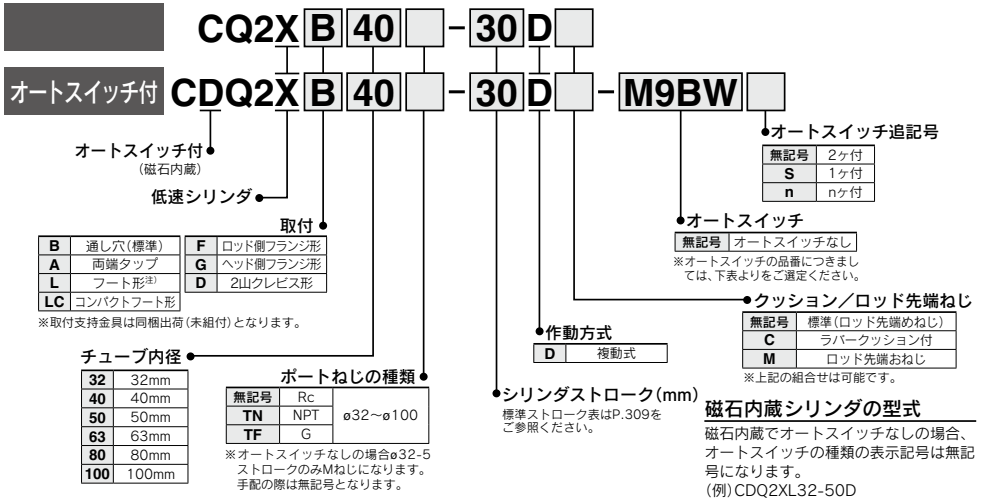 CQ2X B 40 - 30 D
オートスイッチ付 CDQ2X B 40 - 30 D - M9BW
オートスイッチ付
(磁石内蔵)
低速シリンダ
取付
B 通し穴(標準)
A 両端タップ
L フート形注)
LC コンパクトフート形
F ロッド側フランジ形
G ヘッド側フランジ形
D 2山クレビス形
※取付支持金具は同梱出荷(未組付)となります。
チューブ内径
32 32mm
40 40mm
50 50mm
63 63mm
80 80mm
100 100mm
ポートねじの種類
無記号 Rc
TN NPT
TF G
ø32〜ø100
※オートスイッチなしの場合ø32-5
ストロークのみMねじになります。
手配の際は無記号となります。
シリンダストローク(mm)
標準ストローク表はP.309を
ご参照ください。
作動方式
D 複動式
オートスイッチ追記号
無記号 2ヶ付
S 1ヶ付
n nヶ付
オートスイッチ
無記号 オートスイッチなし
※オートスイッチの品番につきまし
ては、下表よりをご選定ください。
クッション/ロッド先端ねじ
無記号 標準(ロッド先端めねじ)
C ラバークッション付
M ロッド先端おねじ
※上記の組合せは可能です。
磁石内蔵シリンダの型式
磁石内蔵でオートスイッチなしの場合、
オートスイッチの種類の表示記号は無記
号になります。
(例)CDQ2XL32-50D